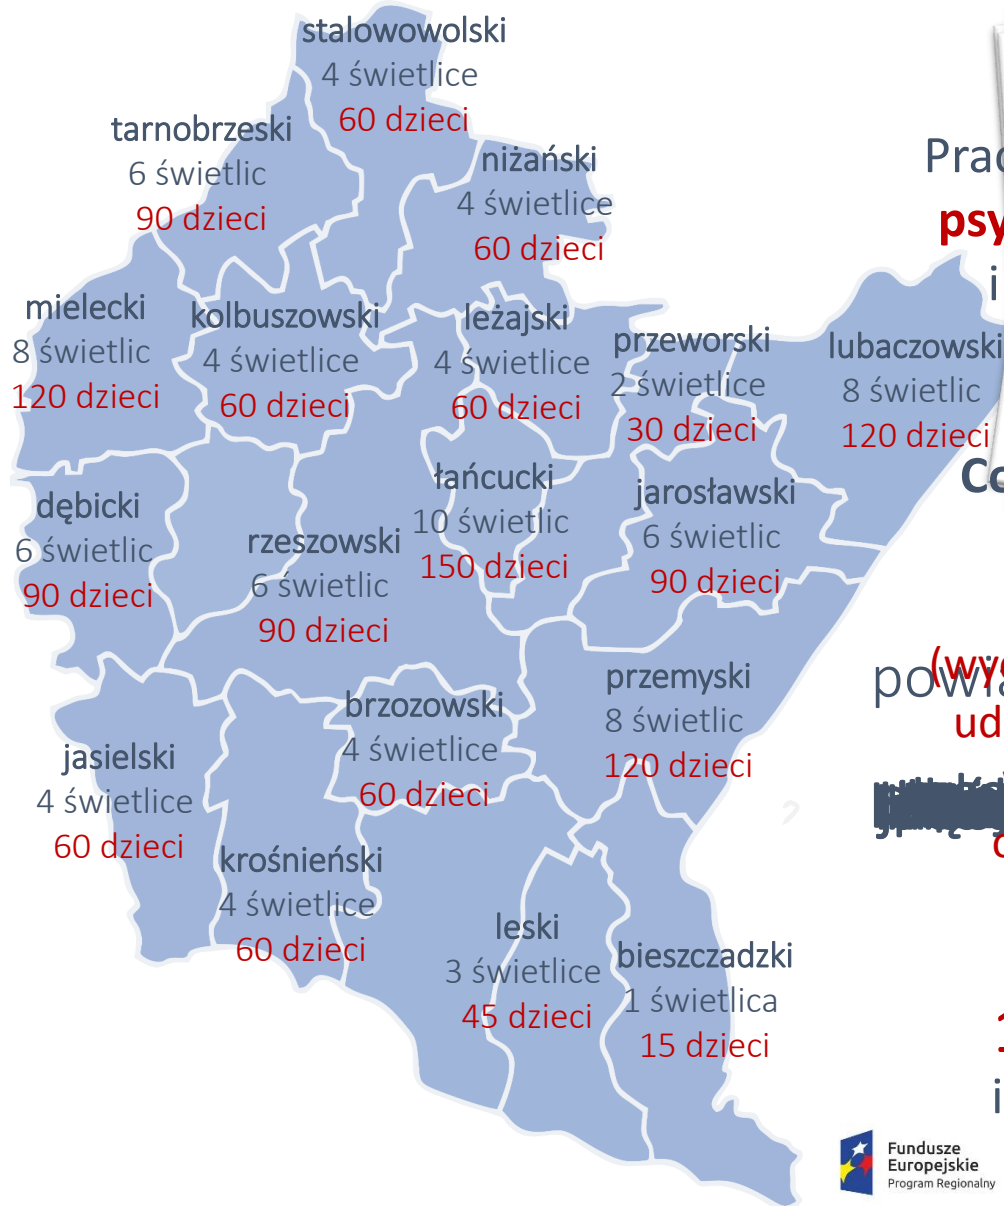 stalowowolski
4 świetlice
60 dzieci
tarnobrzeski
6 świetlic
90 dzieci
niżański
4 świetlice
60 dzieci
mielecki
8 świetlic
120 dzieci
kolbuszowski
4 świetlice
60 dzieci
leżajski
4 świetlice
60 dzieci
przeworski
2 świetlice
30 dzieci
lubaczowski
8 świetlic
120 dzieci
dębicki
6 świetlic
90 dzieci
rzeszowski
6 świetlic
90 dzieci
łańcucki
10 świetlic
150 dzieci
jarosławski
6 świetlic
90 dzieci
przemyski
8 świetlic
120 dzieci
brzozowski
4 świetlice
60 dzieci
jasielski
4 świetlice
60 dzieci
krośnieński
4 świetlice
60 dzieci
leski
3 świetlice
45 dzieci
bieszczadzki
1 świetlica
15 dzieci
Fundusze
Europejskie
Program Regionalny